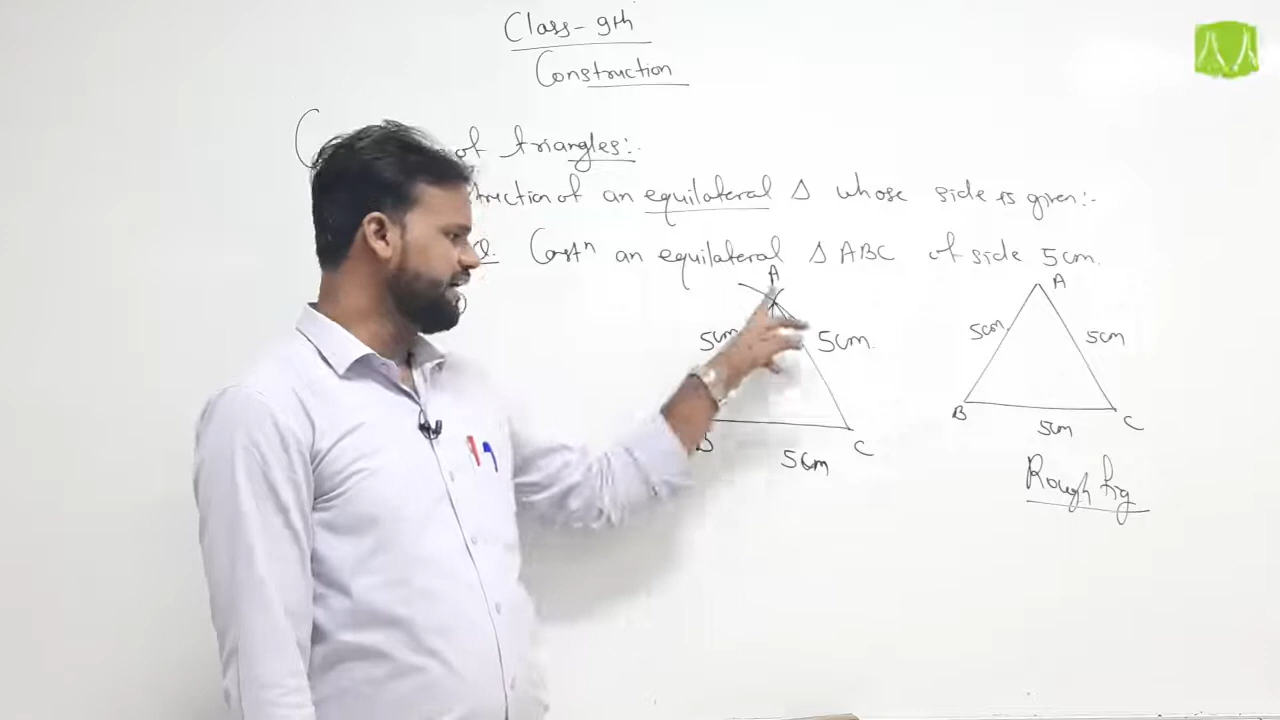 Class-9th
Construction
of triangles:-
truction of an equilateral Δ whose side is given:-
Q. Constⁿ an equilateral Δ ABC of side 5cm.
A
5cm
5cm.
B
C
5cm
A
5cm
5cm
B
C
5cm
Rough fig